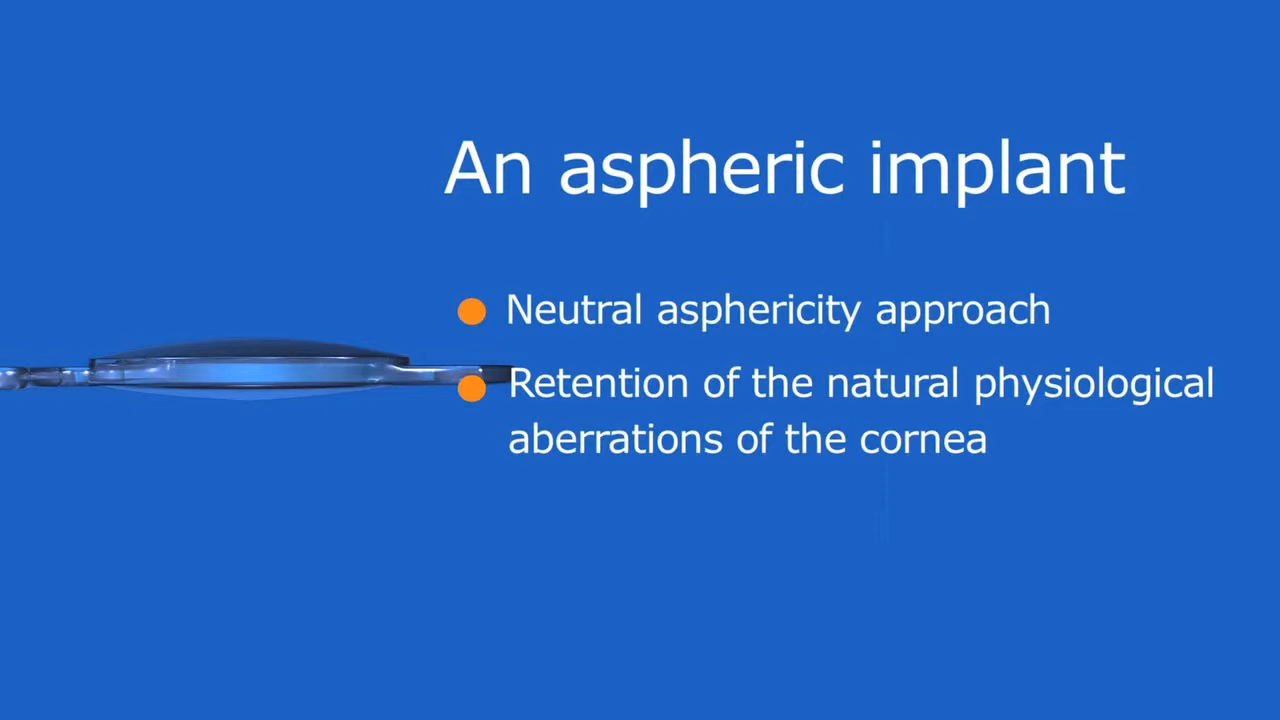 An aspheric implant
Neutral asphericity approach
Retention of the natural physiological
aberrations of the cornea